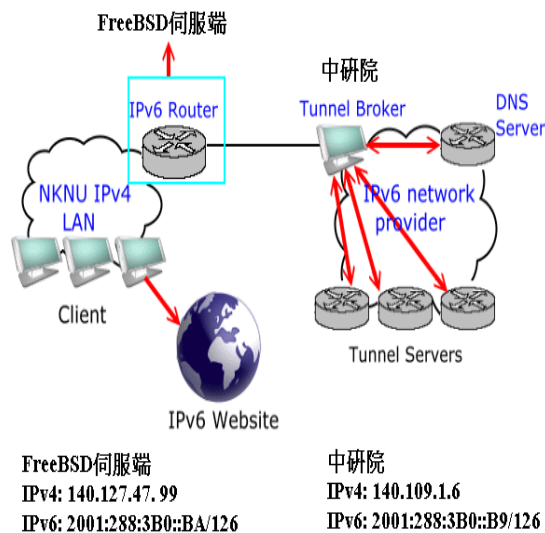 FreeBSD伺服端
中研院
IPv6 Router
Tunnel Broker
DNS
Server
NKNU IPv4
LAN
IPv6 network
provider
Client
Tunnel Servers
IPv6 Website
FreeBSD伺服端
IPv4: 140.127.47. 99
IPv6: 2001:288:3B0::BA/126
中研院
IPv4: 140.109.1.6
IPv6: 2001:288:3B0::B9/126